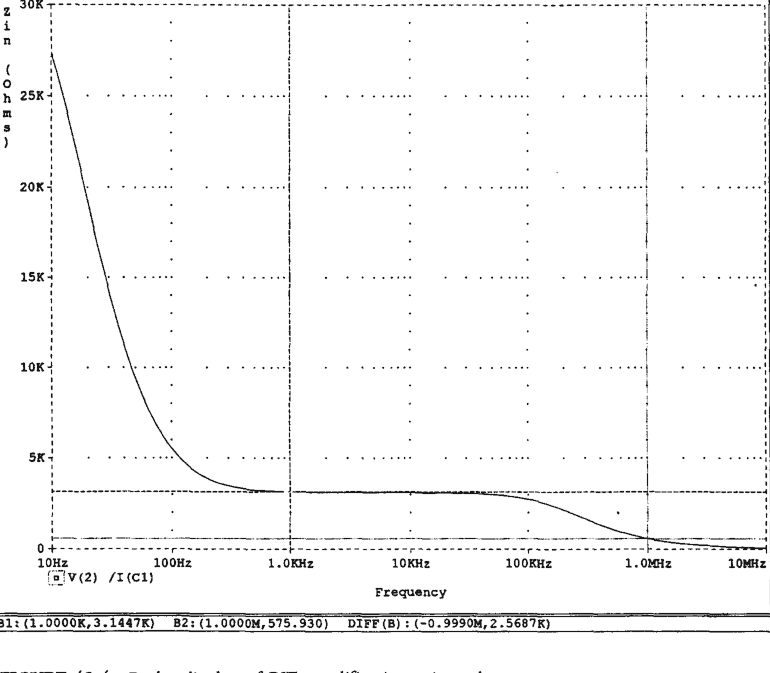 Zin (Ohms)
30K
25K
20K
15K
10K
5K
0
10Hz 100Hz 1.0KHz 10KHz 100KHz 1.0MHz 10MHz
V(2) /I(C1)
Frequency
B1:(1.0000K,3.1447K) B2:(1.0000M,575.930) DIFF(B):(-0.9990M,2.5687K)